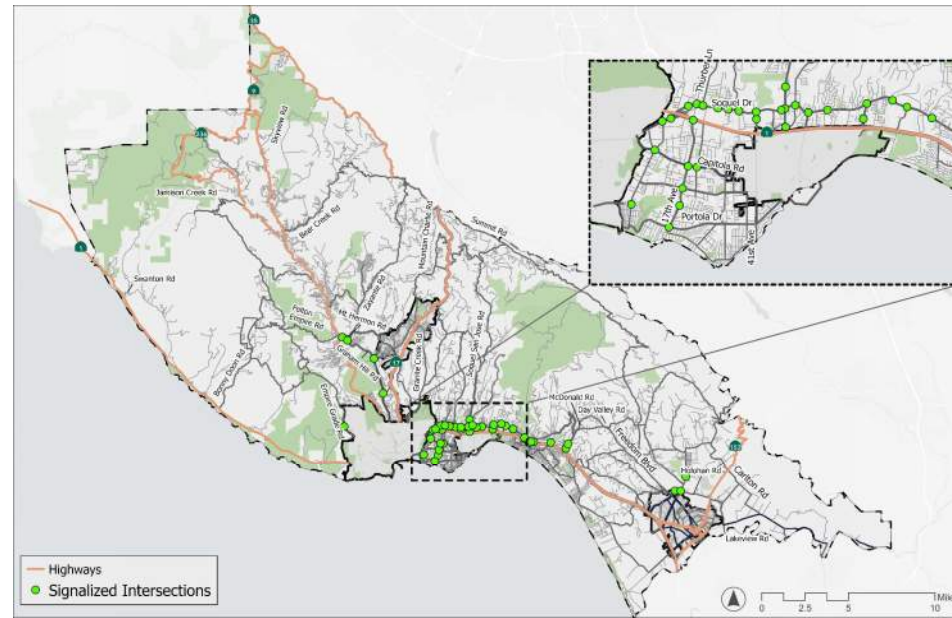 35
9
236
Skyview Rd
Jamison Creek Rd
Bear Creek Rd
Mountain Charlie Rd
Summit Rd
1
Swanton Rd
Zayante Rd
Felton
Empire Rd
Mt Hermon Rd
Graham Hill Rd
17
Granite Creek Rd
Soquel San Jose Rd
Bonny Doon Rd
Empire Grade Rd
McDonald Rd
Day Valley Rd
Freedom Blvd
Holohan Rd
152
Carlton Rd
Lakeview Rd
Thurber Ln
Soquel Dr
1
Capitola Rd
17th Ave
Portola Dr
41st Ave
Highways
Signalized Intersections
0 2.5 5 10 Mile